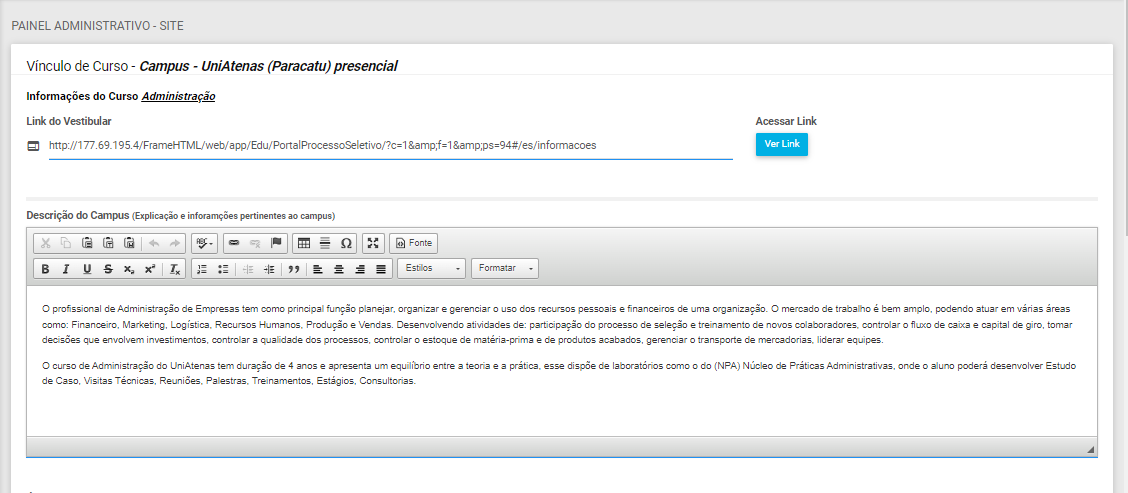 PAINEL ADMINISTRATIVO - SITE
Vínculo de Curso - Campus - UniAtenas (Paracatu) presencial
Informações do Curso Administração
Link do Vestibular
Acessar Link
http://177.69.195.4/FrameHTML/web/app/Edu/PortalProcessoSeletivo/?c=1&amp;f=1&amp;ps=94#/es/informacoes
Ver Link
Descrição do Campus (Explicação e inforamções pertinentes ao campus)
ABC Ω Fonte
B I U S x₂ x² Tx Estilos Formatar
O profissional de Administração de Empresas tem como principal função planejar, organizar e gerenciar o uso dos recursos pessoais e financeiros de uma organização. O mercado de trabalho é bem amplo, podendo atuar em várias áreas
como: Financeiro, Marketing, Logística, Recursos Humanos, Produção e Vendas. Desenvolvendo atividades de: participação do processo de seleção e treinamento de novos colaboradores, controlar o fluxo de caixa e capital de giro, tomar
decisões que envolvem investimentos, controlar a qualidade dos processos, controlar o estoque de matéria-prima e de produtos acabados, gerenciar o transporte de mercadorias, liderar equipes.
O curso de Administração do UniAtenas tem duração de 4 anos e apresenta um equilíbrio entre a teoria e a prática, esse dispõe de laboratórios como o do (NPA) Núcleo de Práticas Administrativas, onde o aluno poderá desenvolver Estudo
de Caso, Visitas Técnicas, Reuniões, Palestras, Treinamentos, Estágios, Consultorias.